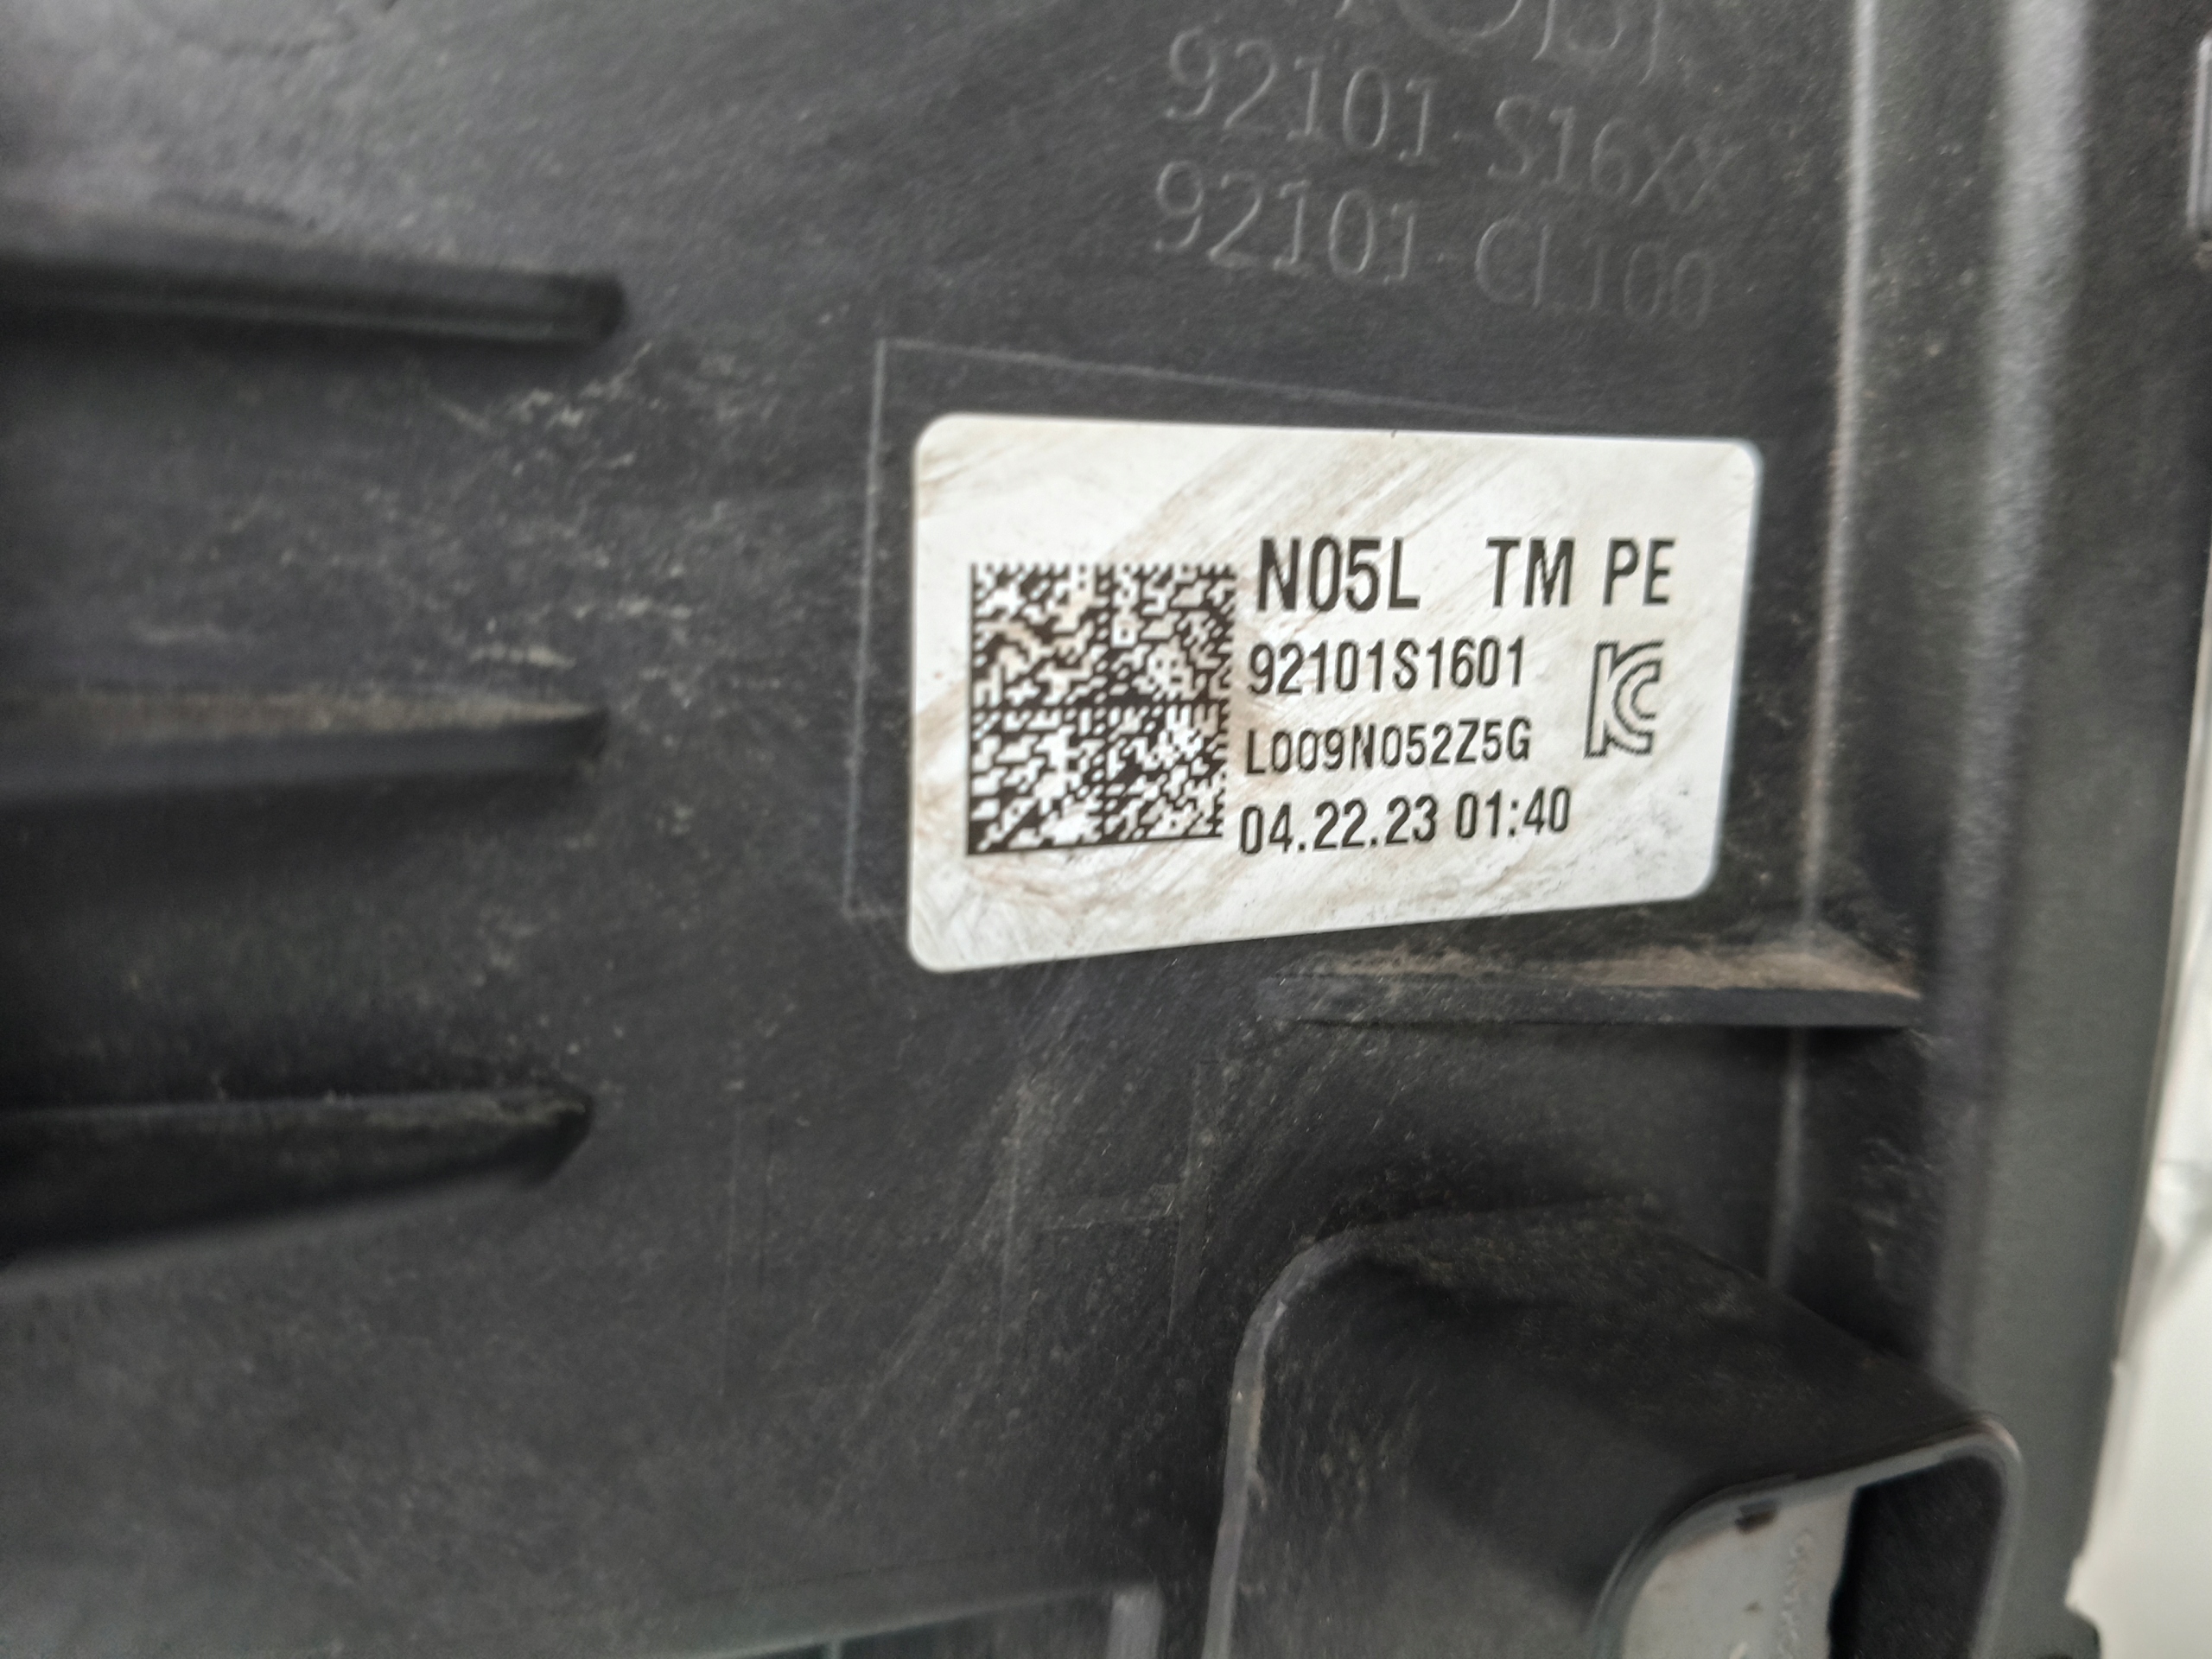 92101-S16XX
92101-CL100
N05L TM PE
92101S1601
L009N052Z5G
04.22.23 01:40